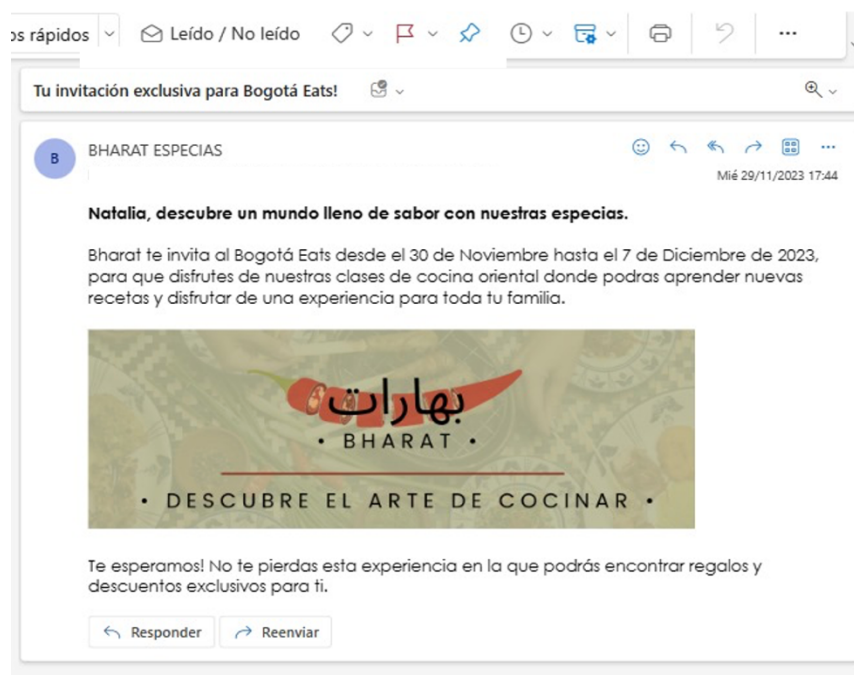 os rápidos
Leído / No leído
Tu invitación exclusiva para Bogotá Eats!
B
BHARAT ESPECIAS
Mié 29/11/2023 17:44
Natalia, descubre un mundo lleno de sabor con nuestras especias.
Bharat te invita al Bogotá Eats desde el 30 de Noviembre hasta el 7 de Diciembre de 2023,
para que disfrutes de nuestras clases de cocina oriental donde podras aprender nuevas
recetas y disfrutar de una experiencia para toda tu familia.
بهارات
• BHARAT •
• DESCUBRE EL ARTE DE COCINAR •
Te esperamos! No te pierdas esta experiencia en la que podrás encontrar regalos y
descuentos exclusivos para ti.
Responder
Reenviar